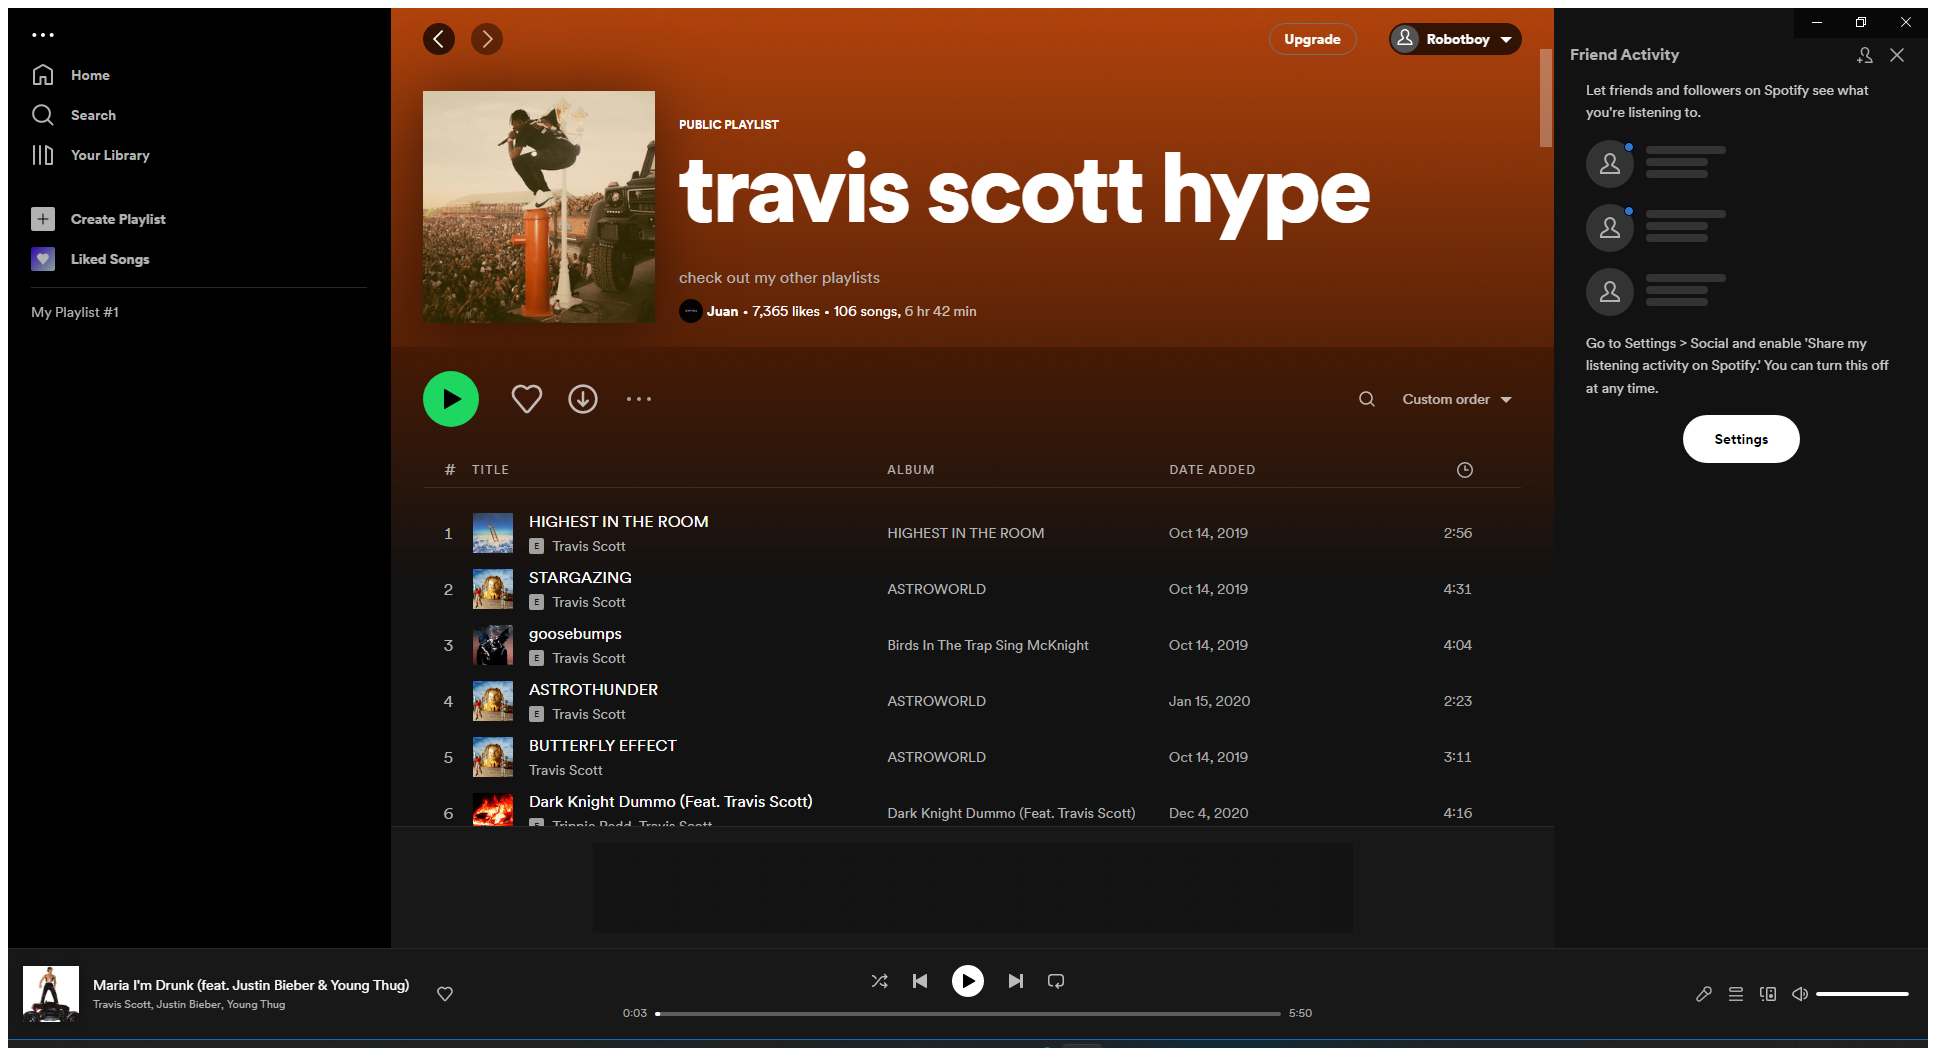 Home
Search
Your Library
Create Playlist
Liked Songs
My Playlist #1
Upgrade
Robotboy
PUBLIC PLAYLIST
travis scott hype
check out my other playlists
Juan • 7,365 likes • 106 songs, 6 hr 42 min
Custom order
# TITLE ALBUM DATE ADDED
1 HIGHEST IN THE ROOM HIGHEST IN THE ROOM Oct 14, 2019 2:56
E Travis Scott
2 STARGAZING ASTROWORLD Oct 14, 2019 4:31
E Travis Scott
3 goosebumps Birds In The Trap Sing McKnight Oct 14, 2019 4:04
E Travis Scott
4 ASTROTHUNDER ASTROWORLD Jan 15, 2020 2:23
E Travis Scott
5 BUTTERFLY EFFECT ASTROWORLD Oct 14, 2019 3:11
Travis Scott
6 Dark Knight Dummo (Feat. Travis Scott) Dark Knight Dummo (Feat. Travis Scott) Dec 4, 2020 4:16
E Trippie Redd, Travis Scott
Friend Activity
Let friends and followers on Spotify see what
you're listening to.
Go to Settings > Social and enable 'Share my
listening activity on Spotify.' You can turn this off
at any time.
Settings
Maria I'm Drunk (feat. Justin Bieber & Young Thug)
Travis Scott, Justin Bieber, Young Thug
0:03
5:50